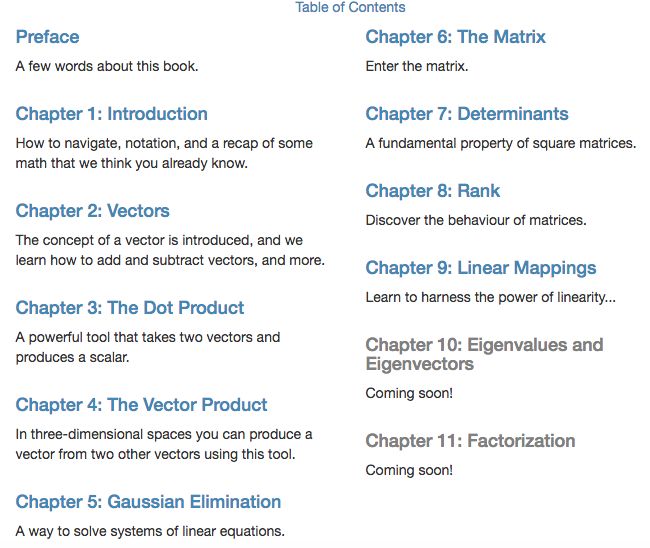 Table of Contents
Preface
A few words about this book.
Chapter 1: Introduction
How to navigate, notation, and a recap of some
math that we think you already know.
Chapter 2: Vectors
The concept of a vector is introduced, and we
learn how to add and subtract vectors, and more.
Chapter 3: The Dot Product
A powerful tool that takes two vectors and
produces a scalar.
Chapter 4: The Vector Product
In three-dimensional spaces you can produce a
vector from two other vectors using this tool.
Chapter 5: Gaussian Elimination
A way to solve systems of linear equations.
Chapter 6: The Matrix
Enter the matrix.
Chapter 7: Determinants
A fundamental property of square matrices.
Chapter 8: Rank
Discover the behaviour of matrices.
Chapter 9: Linear Mappings
Learn to harness the power of linearity...
Chapter 10: Eigenvalues and
Eigenvectors
Coming soon!
Chapter 11: Factorization
Coming soon!